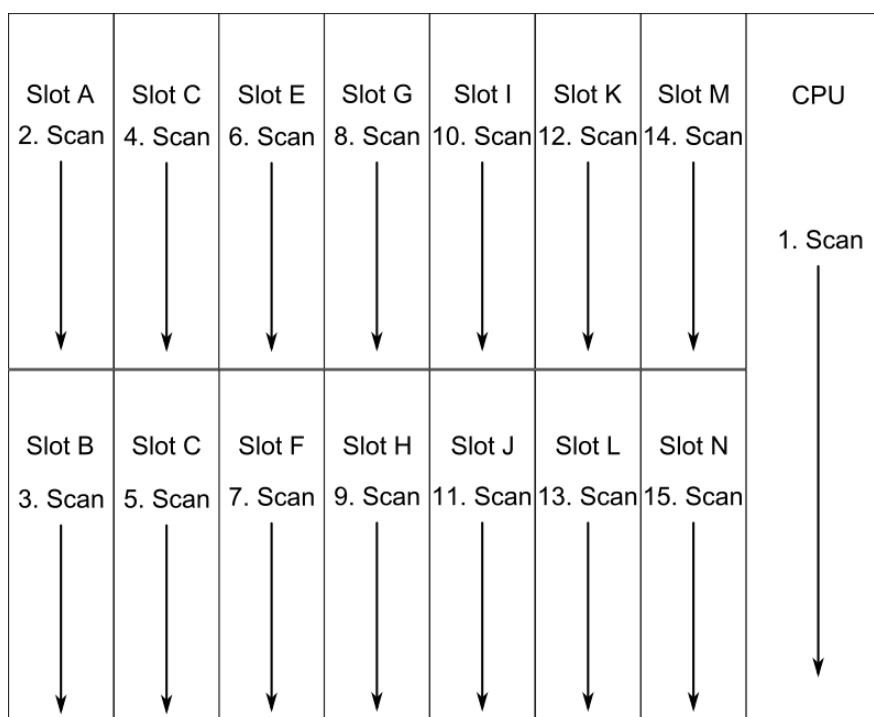 Slot A
2. Scan
Slot C
4. Scan
Slot E
6. Scan
Slot G
8. Scan
Slot I
10. Scan
Slot K
12. Scan
Slot M
14. Scan
CPU
1. Scan
Slot B
3. Scan
Slot C
5. Scan
Slot F
7. Scan
Slot H
9. Scan
Slot J
11. Scan
Slot L
13. Scan
Slot N
15. Scan